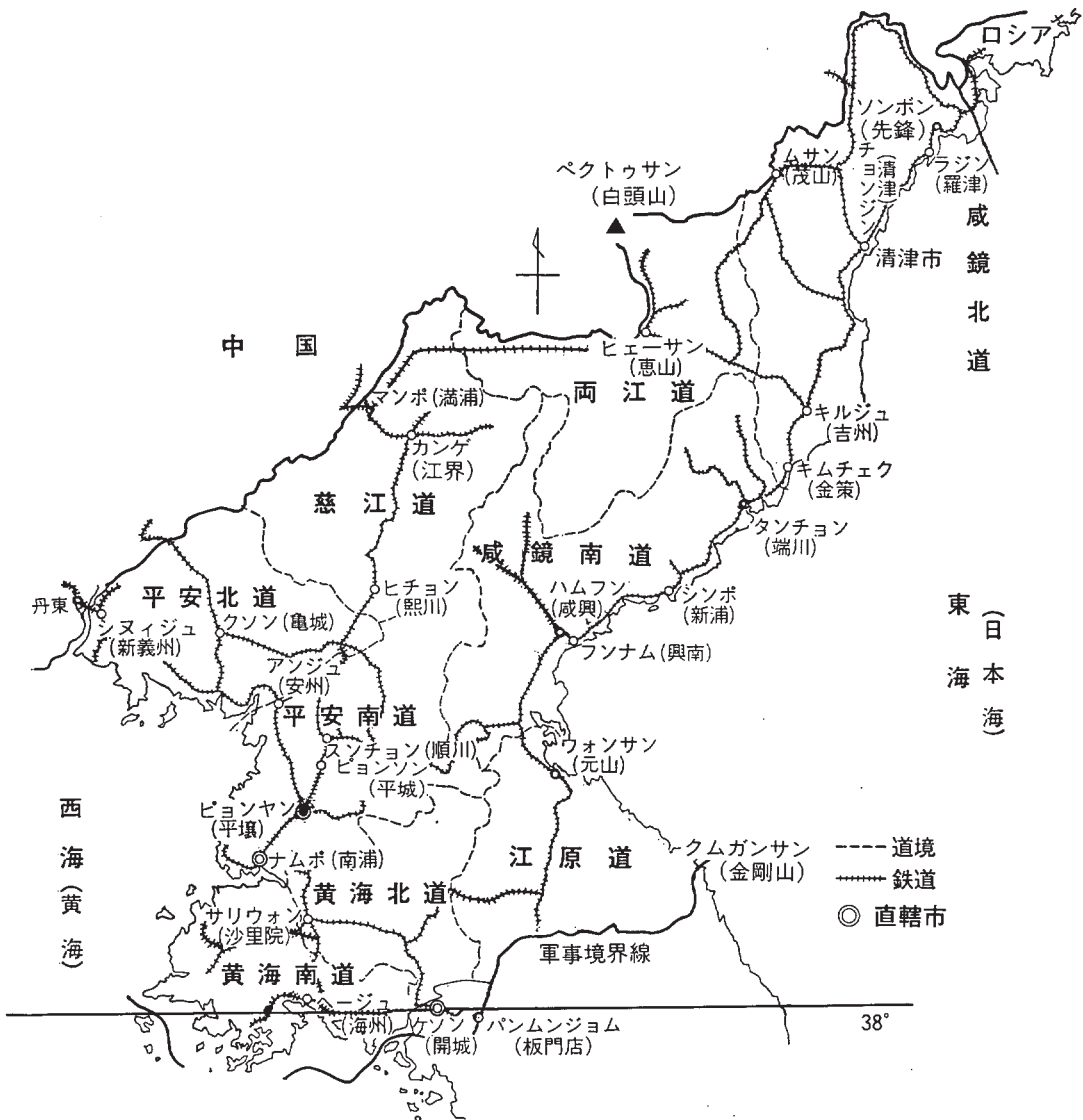 ロシア
ソンボン
(先鋒)
チョンジン
(清津)
ラジン
(羅津)
ムサン
(茂山)
ペクトゥサン
(白頭山)
清津市
咸鏡北道
中国
ヒェーサン
(恵山)
両江道
マンポ(満浦)
カンゲ
(江界)
キルジュ
(吉州)
キムチェク
(金策)
慈江道
タンチョン
(端川)
咸鏡南道
ハムフン
(咸興)
シンポ
(新浦)
ヒチョン
(熙川)
平安北道
丹東
シヌィジュ
(新義州)
クソン(亀城)
フンナム(興南)
東海
(日本海)
アンジュ
(安州)
平安南道
スンチョン(順川)
ピョンソン
(平城)
ウォンサン
(元山)
ピョンヤン
(平壌)
西海(黄海)
ナムポ(南浦)
江原道
クムガンサン
(金剛山)
道境
鉄道
直轄市
黄海北道
サリウォン
(沙里院)
軍事境界線
黄海南道
ージュ
(海州)
ケソン
(開城)
パンムンジョム
(板門店)
38°